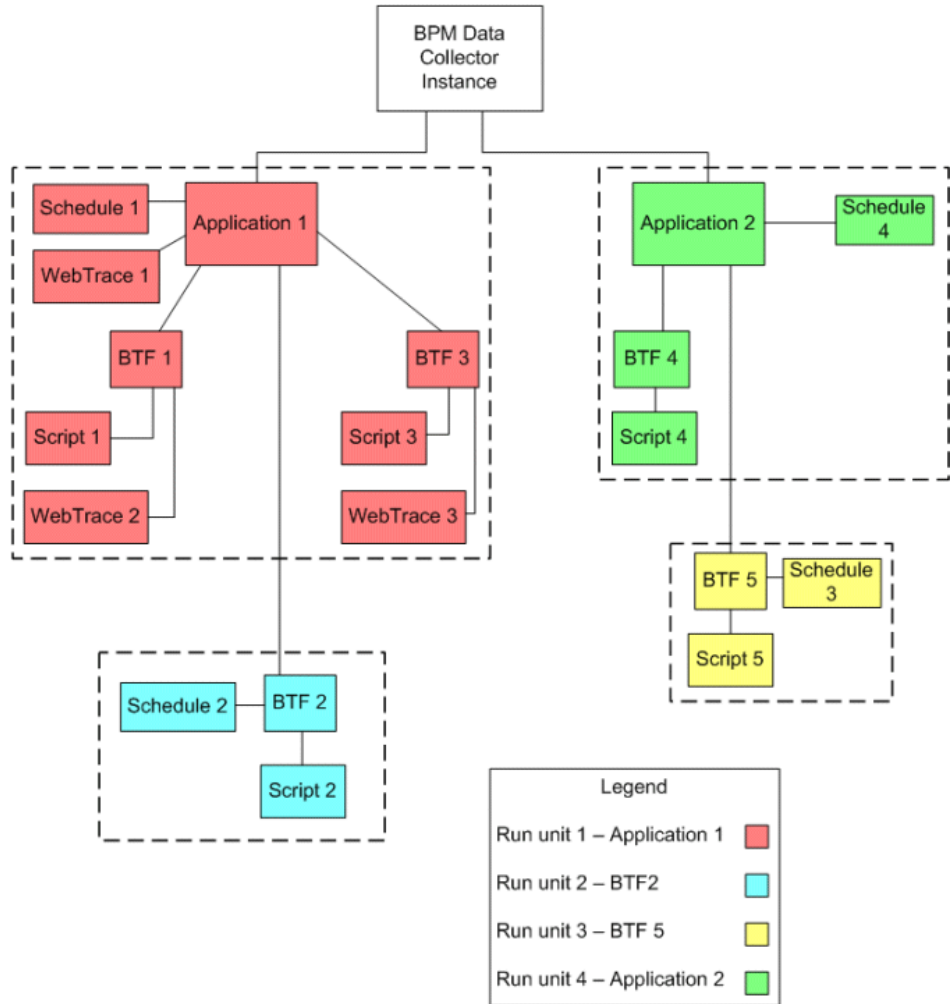 BPM Data
Collector
Instance
Schedule 1
Application 1
WebTrace 1
BTF 1
BTF 3
Script 1
Script 3
WebTrace 2
WebTrace 3
Application 2
Schedule
4
BTF 4
Script 4
BTF 5
Schedule
3
Script 5
Schedule 2
BTF 2
Script 2
Legend
Run unit 1 – Application 1
Run unit 2 – BTF2
Run unit 3 – BTF 5
Run unit 4 – Application 2